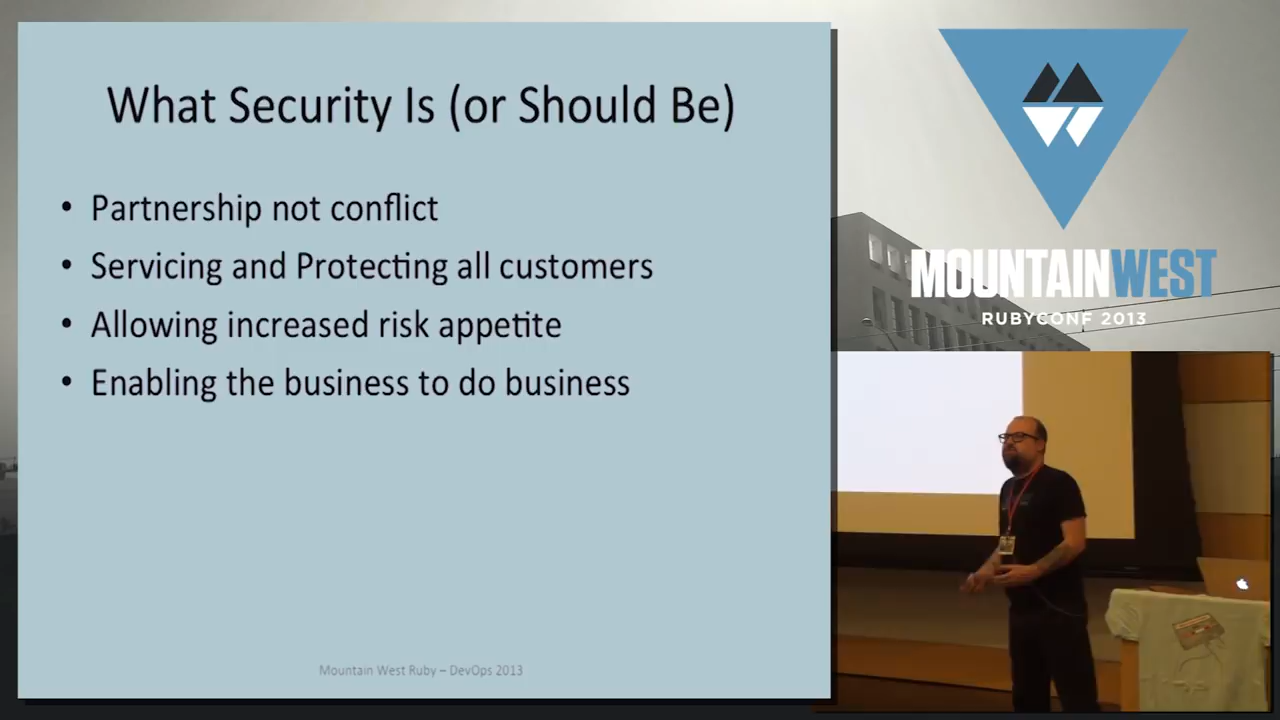 What Security Is (or Should Be)
• Partnership not conflict
• Servicing and Protecting all customers
• Allowing increased risk appetite
• Enabling the business to do business
Mountain West Ruby – DevOps 2013
MOUNTAINWEST
RUBYCONF 2013